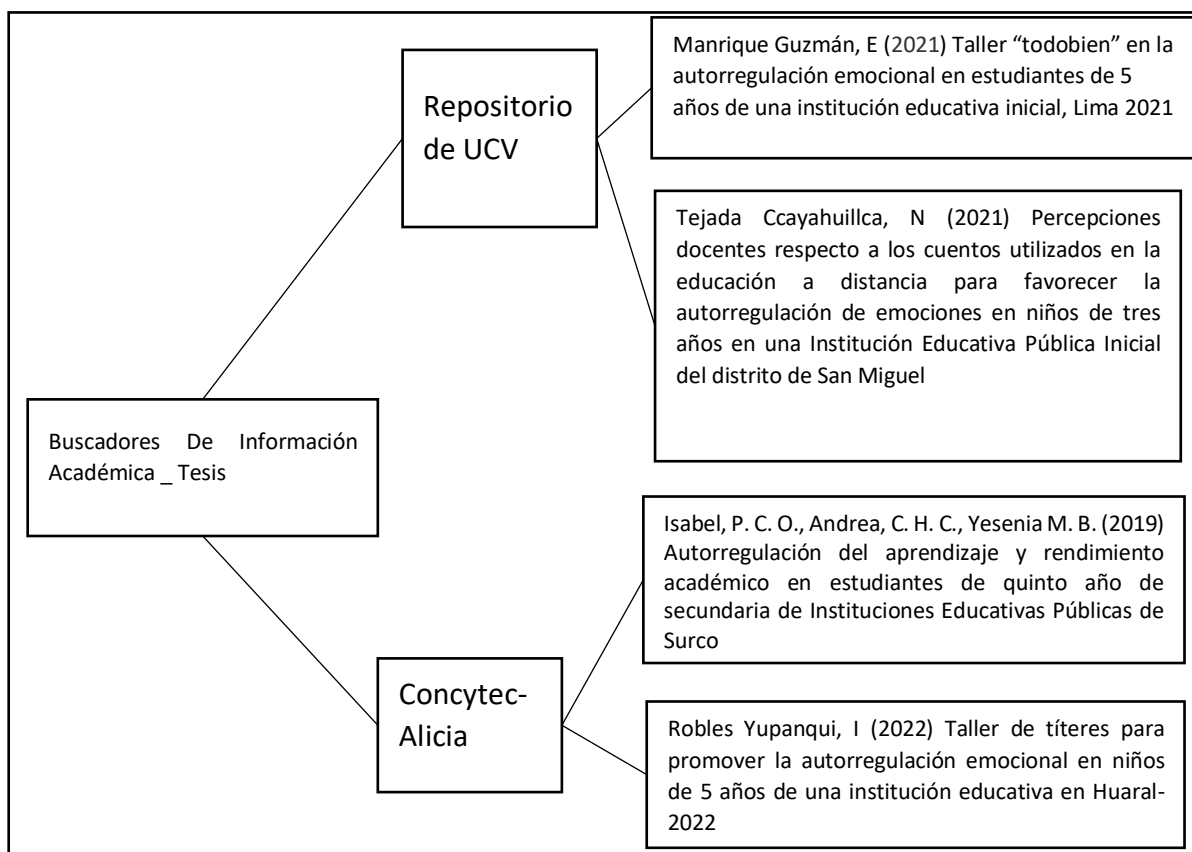 Buscadores De Información
Académica _ Tesis
Repositorio
de UCV
Manrique Guzmán, E (2021) Taller “todobien” en la
autorregulación emocional en estudiantes de 5
años de una institución educativa inicial, Lima 2021
Tejada Ccayahuillca, N (2021) Percepciones
docentes respecto a los cuentos utilizados en la
educación a distancia para favorecer la
autorregulación de emociones en niños de tres
años en una Institución Educativa Pública Inicial
del distrito de San Miguel
Concytec-
Alicia
Isabel, P. C. O., Andrea, C. H. C., Yesenia M. B. (2019)
Autorregulación del aprendizaje y rendimiento
académico en estudiantes de quinto año de
secundaria de Instituciones Educativas Públicas de
Surco
Robles Yupanqui, I (2022) Taller de títeres para
promover la autorregulación emocional en niños
de 5 años de una institución educativa en Huaral-
2022